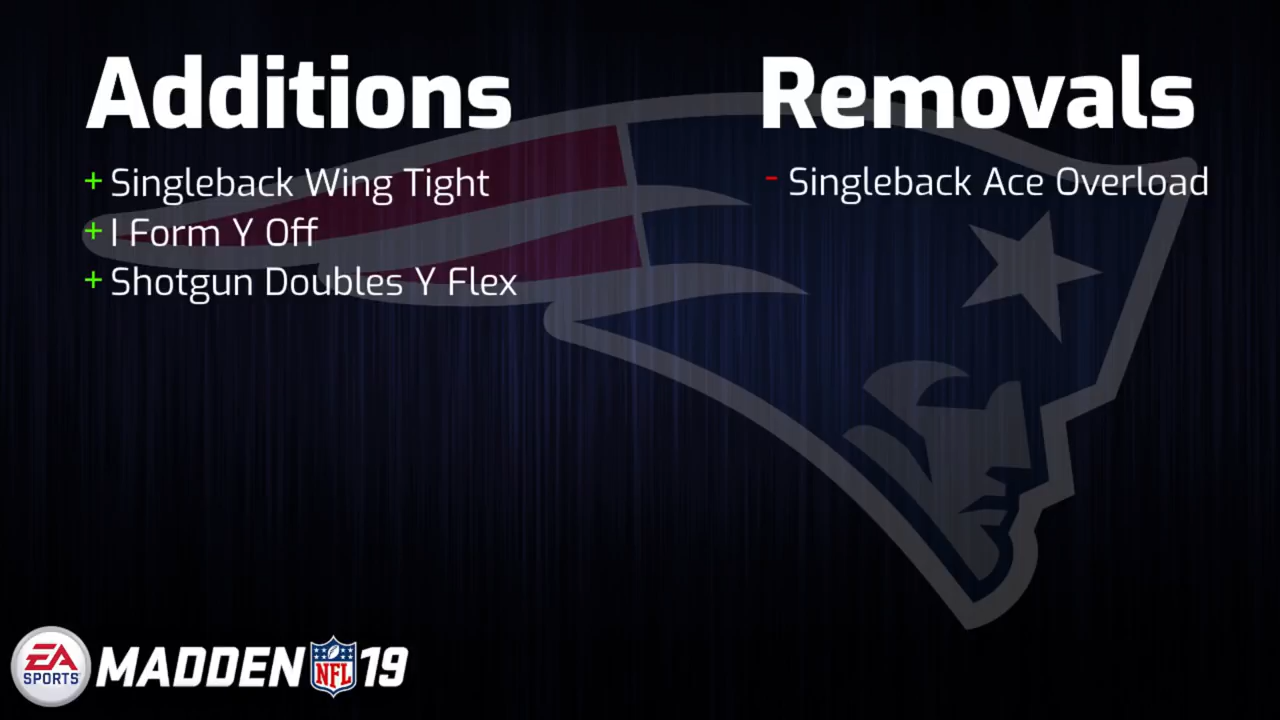 Additions
+ Singleback Wing Tight
+ I Form Y Off
+ Shotgun Doubles Y Flex
Removals
- Singleback Ace Overload
EA
SPORTS
MADDEN NFL 19